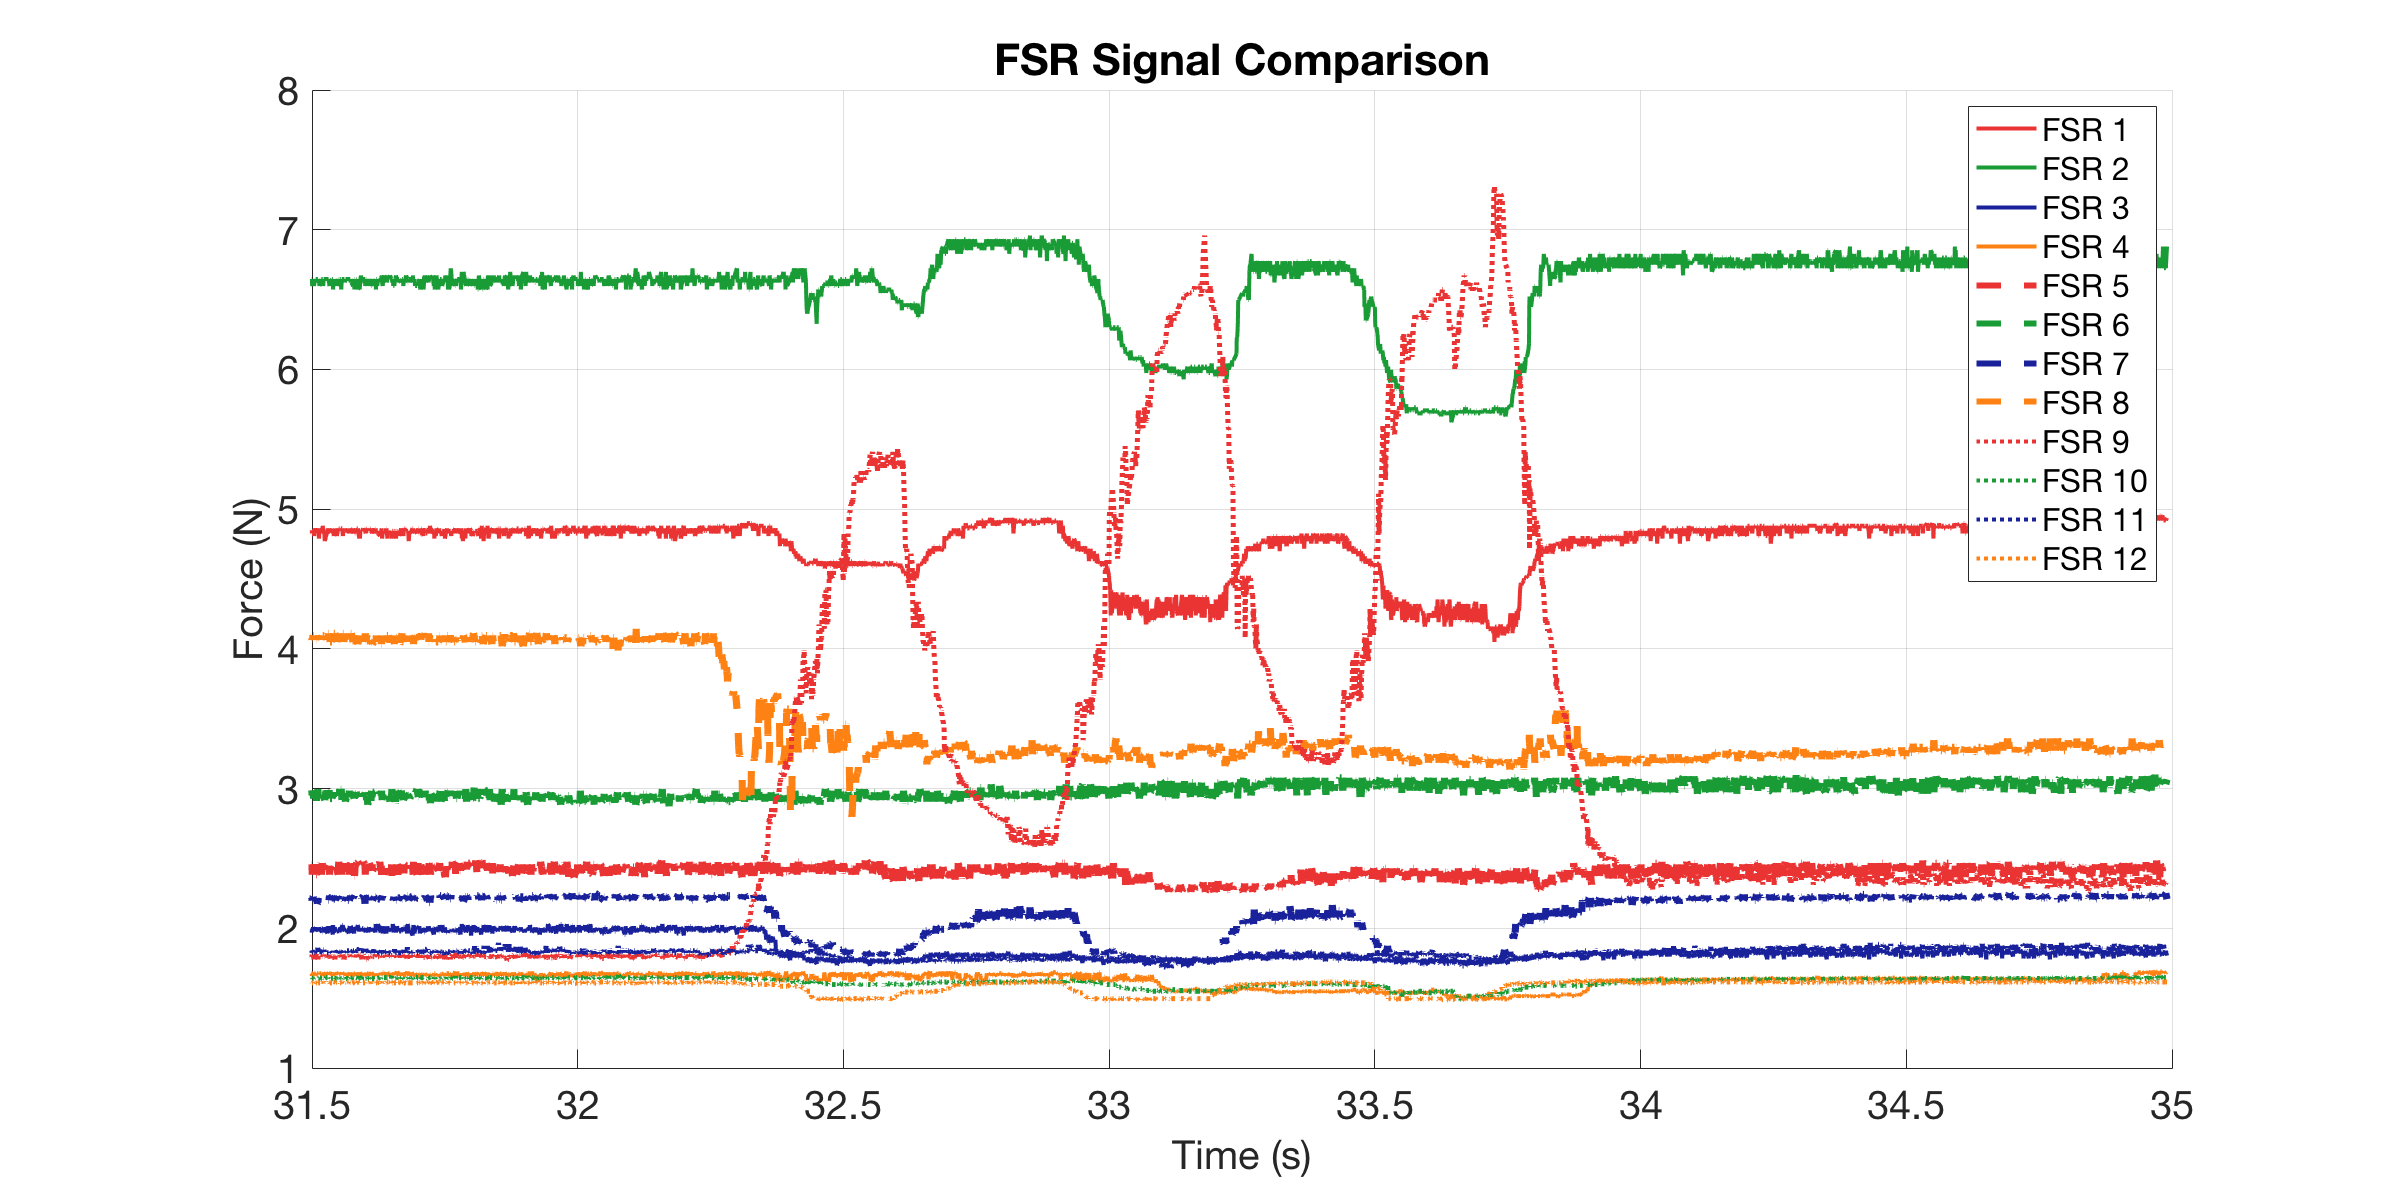 FSR Signal Comparison
8
7
6
5
4
3
2
1
Force (N)
FSR 1
FSR 2
FSR 3
FSR 4
FSR 5
FSR 6
FSR 7
FSR 8
FSR 9
FSR 10
FSR 11
FSR 12
31.5 32 32.5 33 33.5 34 34.5 35
Time (s)